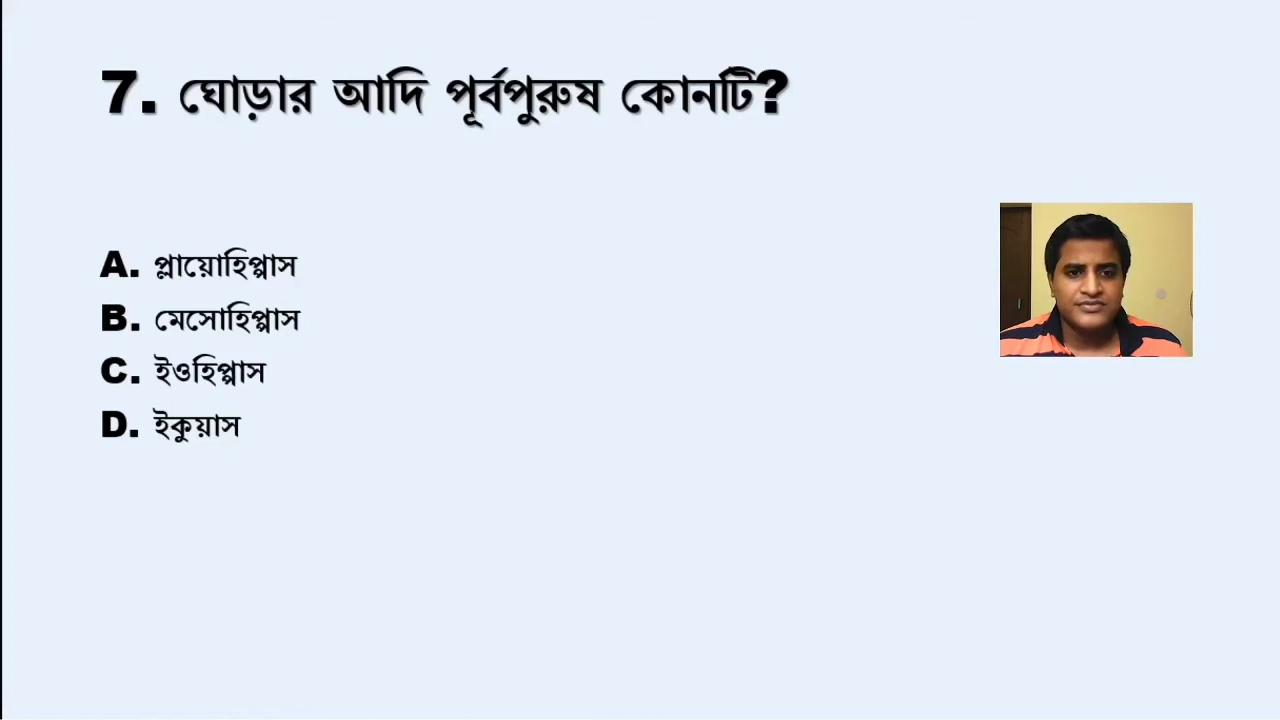 7. ঘোড়ার আদি পূর্বপুরুষ কোনটি?
A. প্লায়োহিপ্পাস
B. মেসোহিপ্পাস
C. ইওহিপ্পাস
D. ইকুয়াস